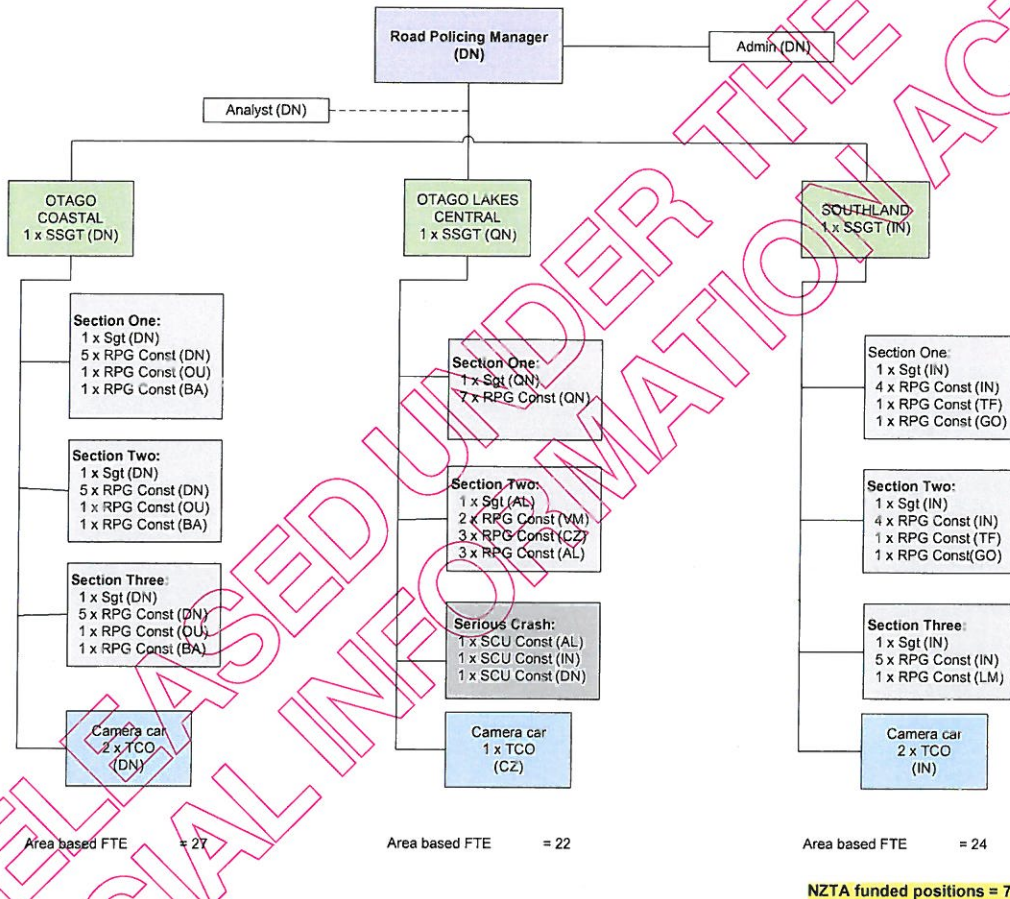 Road Policing Manager
(DN)
Admin (DN)
Analyst (DN)
OTAGO
COASTAL
1 x SSGT (DN)
OTAGO LAKES
CENTRAL
1 x SSGT (QN)
SOUTHLAND
1 x SSGT (IN)
Section One:
1 x Sgt (DN)
5 x RPG Const (DN)
1 x RPG Const (OU)
1 x RPG Const (BA)
Section Two:
1 x Sgt (DN)
5 x RPG Const (DN)
1 x RPG Const (OU)
1 x RPG Const (BA)
Section Three:
1 x Sgt (DN)
5 x RPG Const (DN)
1 x RPG Const (OU)
1 x RPG Const (BA)
Camera car
2 x TCO
(DN)
Area based FTE = 27
Section One:
1 x Sgt (QN)
7 x RPG Const (QN)
Section Two:
1 x Sgt (AL)
2 x RPG Const (VM)
3 x RPG Const (CZ)
3 x RPG Const (AL)
Serious Crash:
1 x SCU Const (AL)
1 x SCU Const (IN)
1 x SCU Const (DN)
Camera car
1 x TCO
(CZ)
Area based FTE = 22
Section One:
1 x Sgt (IN)
4 x RPG Const (IN)
1 x RPG Const (TF)
1 x RPG Const (GO)
Section Two:
1 x Sgt (IN)
4 x RPG Const (IN)
1 x RPG Const (TF)
1 x RPG Const(GO)
Section Three:
1 x Sgt (IN)
5 x RPG Const (IN)
1 x RPG Const (LM)
Camera car
2 x TCO
(IN)
Area based FTE = 24
NZTA funded positions = 7
UNDER THE
INFORMATION ACT